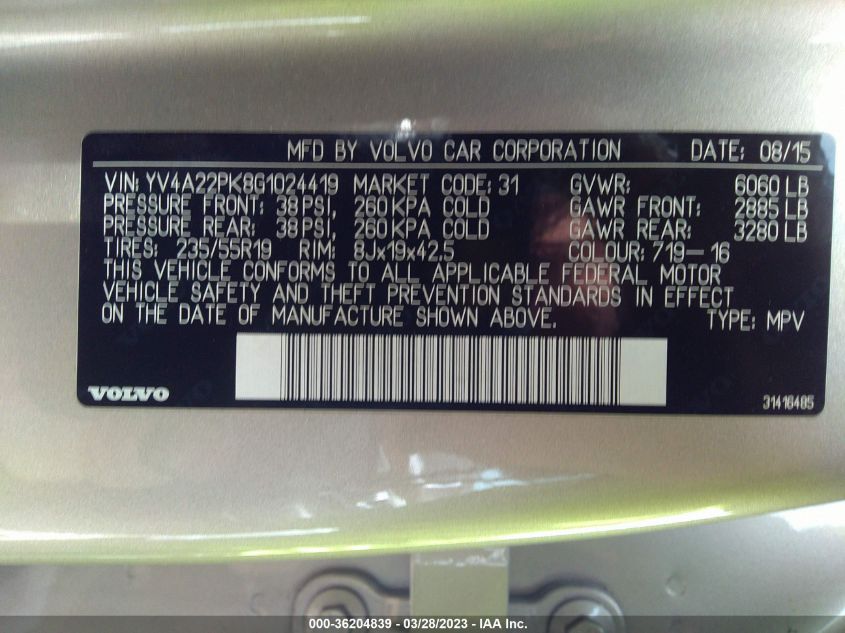 MFD BY VOLVO CAR CORPORATION DATE: 08/15
VIN: YV4A22PK8G1024419 MARKET CODE: 31 GVWR: 6060 LB
PRESSURE FRONT: 38 PSI, 260 KPA COLD GAWR FRONT: 2885 LB
PRESSURE REAR: 38 PSI, 260 KPA COLD GAWR REAR: 3280 LB
TIRES: 235/55R19 RIM: 8Jx19x42.5 COLOUR: 719-16
THIS VEHICLE CONFORMS TO ALL APPLICABLE FEDERAL MOTOR
VEHICLE SAFETY AND THEFT PREVENTION STANDARDS IN EFFECT
ON THE DATE OF MANUFACTURE SHOWN ABOVE. TYPE: MPV
VOLVO 31416485
000-36204839 - 03/28/2023 - IAA Inc.